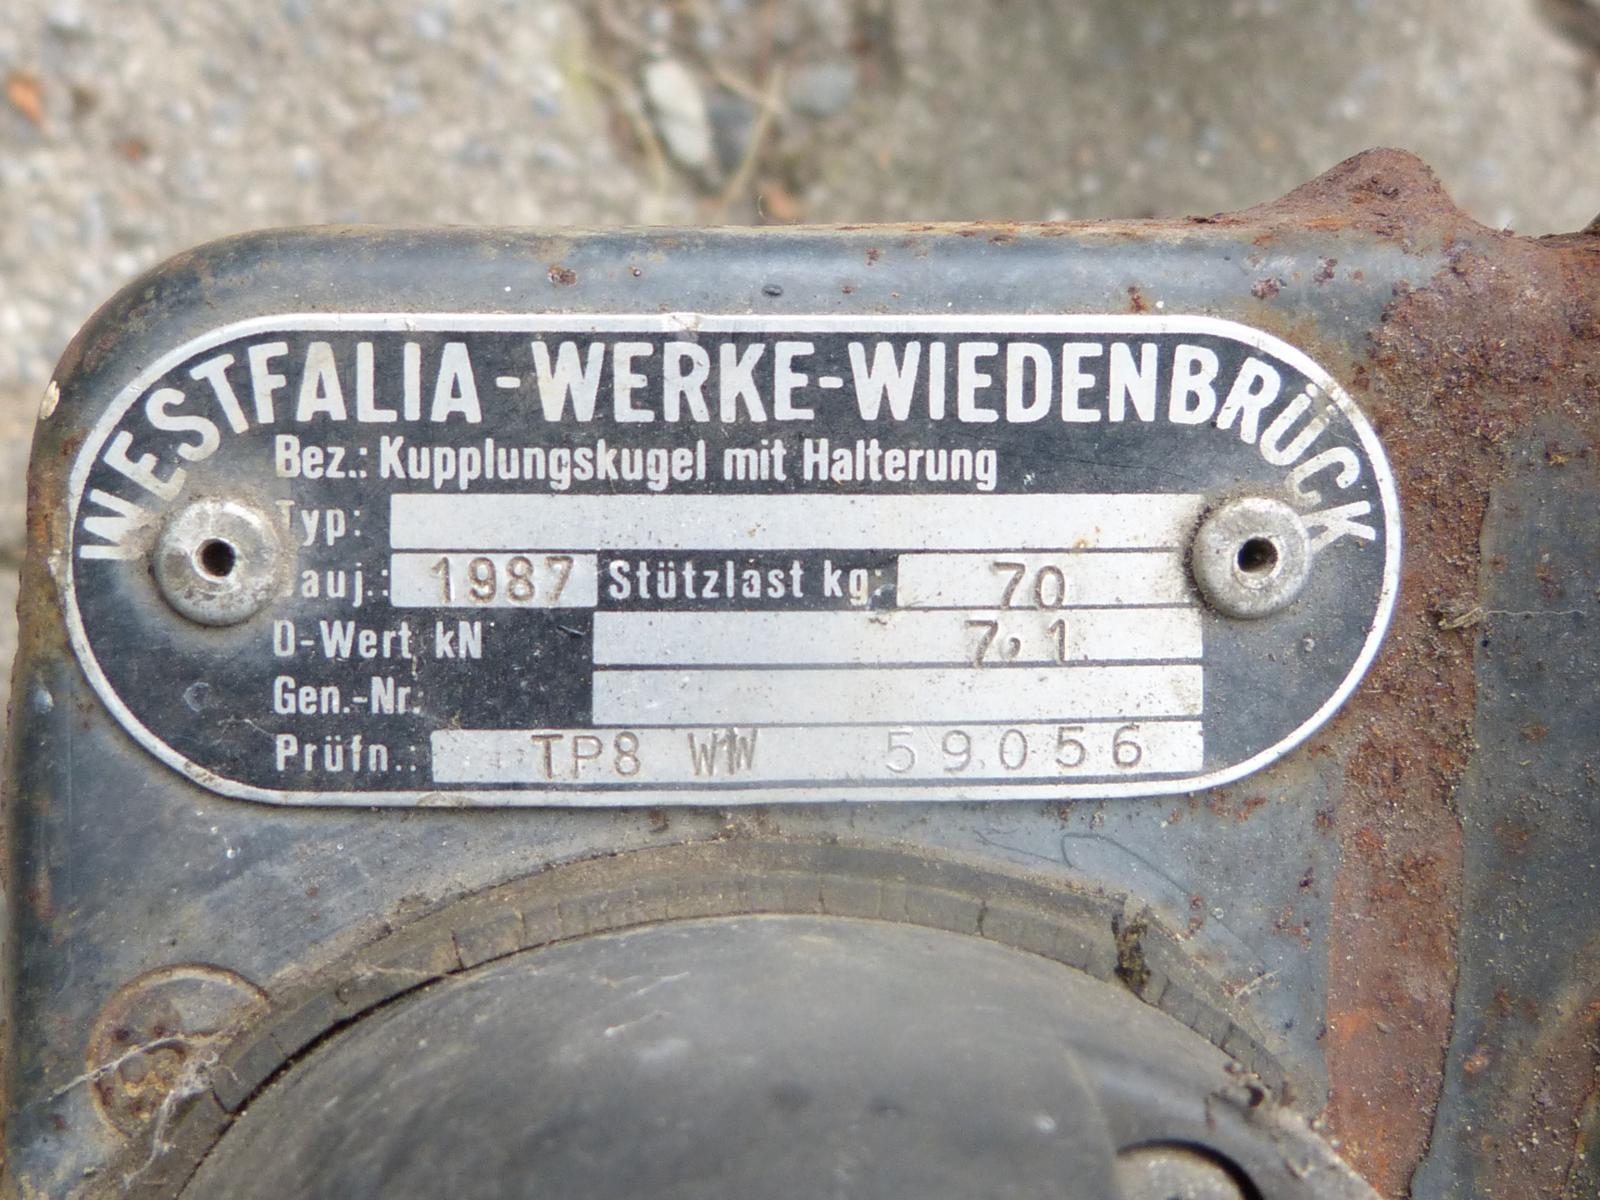 WESTFALIA-WERKE-WIEDENBRÜCK
Bez.: Kupplungskugel mit Halterung
Typ:
auj.: 1987 Stützlast kg: 70
D-Wert kN 7,1
Gen.-Nr.
Prüfn.: TP8 WW 59056